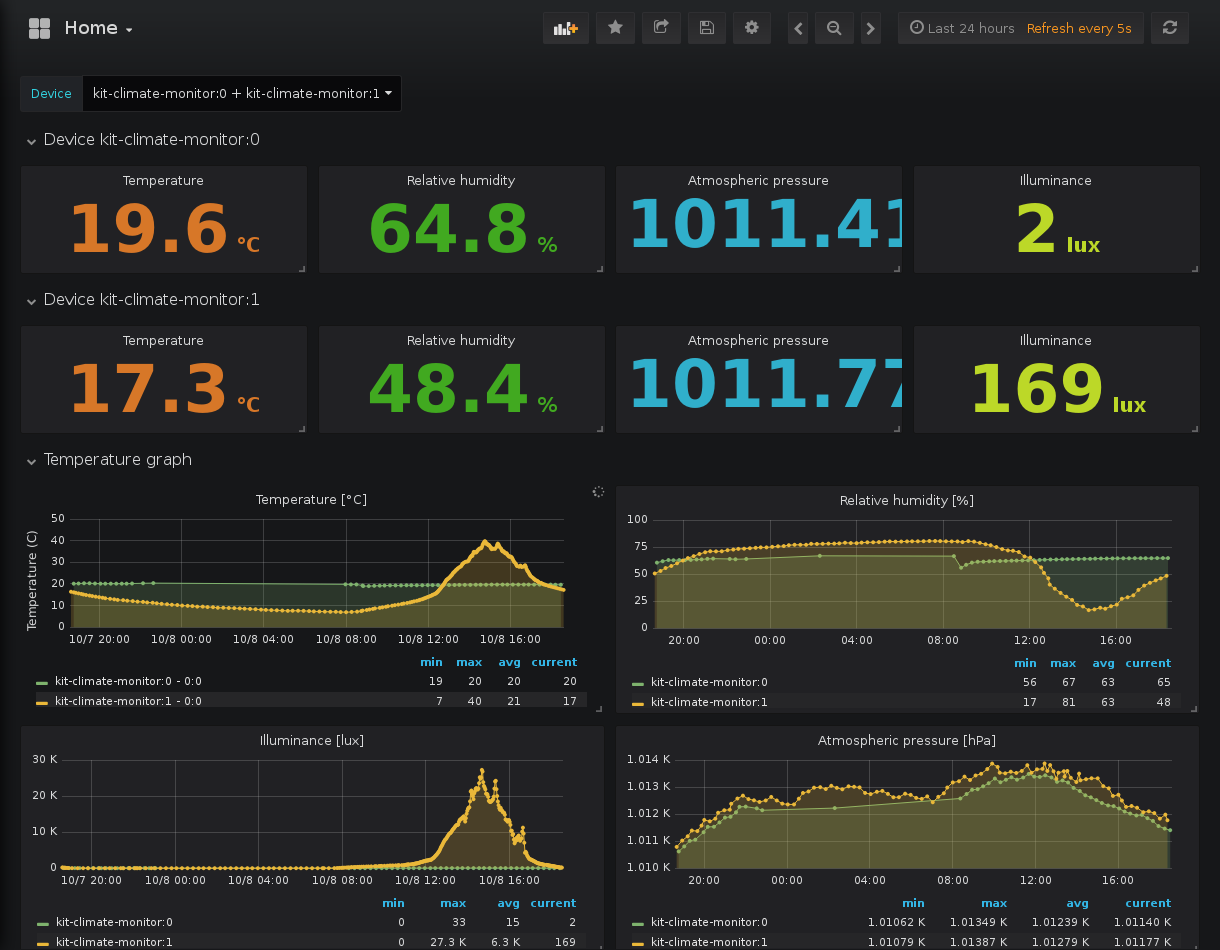 Home
Last 24 hours Refresh every 5s
Device kit-climate-monitor:0 + kit-climate-monitor:1
Device kit-climate-monitor:0
Temperature Relative humidity Atmospheric pressure Illuminance
19.6 °C 64.8 % 1011.41 2 lux
Device kit-climate-monitor:1
Temperature Relative humidity Atmospheric pressure Illuminance
17.3 °C 48.4 % 1011.77 169 lux
Temperature graph
Temperature [°C]
Temperature (C)
50
40
30
20
10
0
10/7 20:00 10/8 00:00 10/8 04:00 10/8 08:00 10/8 12:00 10/8 16:00
min max avg current
kit-climate-monitor:0 - 0:0 19 20 20 20
kit-climate-monitor:1 - 0:0 7 40 21 17
Relative humidity [%]
100
75
50
25
0
20:00 00:00 04:00 08:00 12:00 16:00
min max avg current
kit-climate-monitor:0 56 67 63 65
kit-climate-monitor:1 17 81 63 48
Illuminance [lux]
30 K
20 K
10 K
0
10/7 20:00 10/8 00:00 10/8 04:00 10/8 08:00 10/8 12:00 10/8 16:00
min max avg current
kit-climate-monitor:0 0 33 15 2
kit-climate-monitor:1 0 27.3 K 6.3 K 169
Atmospheric pressure [hPa]
1.014 K
1.013 K
1.012 K
1.011 K
1.010 K
20:00 00:00 04:00 08:00 12:00 16:00
min max avg current
kit-climate-monitor:0 1.01062 K 1.01349 K 1.01239 K 1.01140 K
kit-climate-monitor:1 1.01079 K 1.01387 K 1.01279 K 1.01177 K